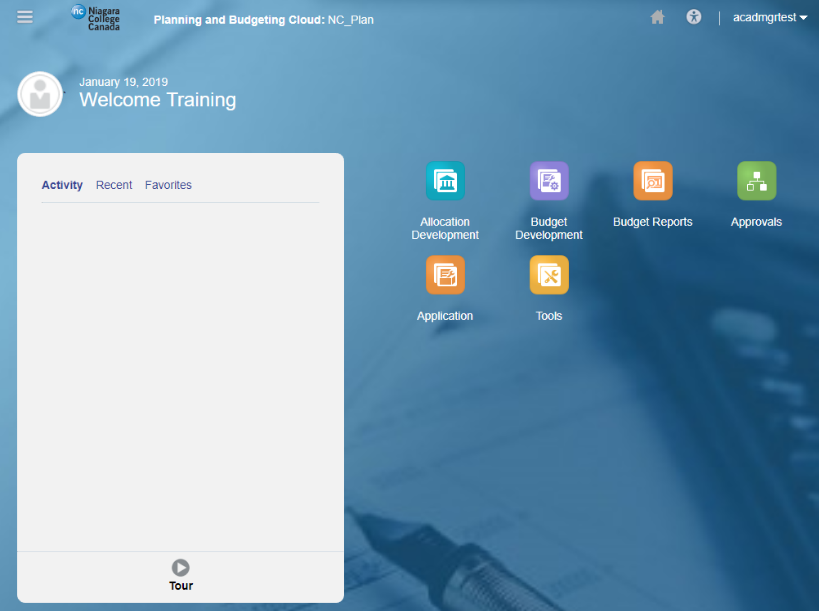 nc Niagara
College
Canada
Planning and Budgeting Cloud: NC_Plan
acadmgrtest
January 19, 2019
Welcome Training
Activity Recent Favorites
Allocation
Development
Budget
Development
Budget Reports
Approvals
Application
Tools
Tour